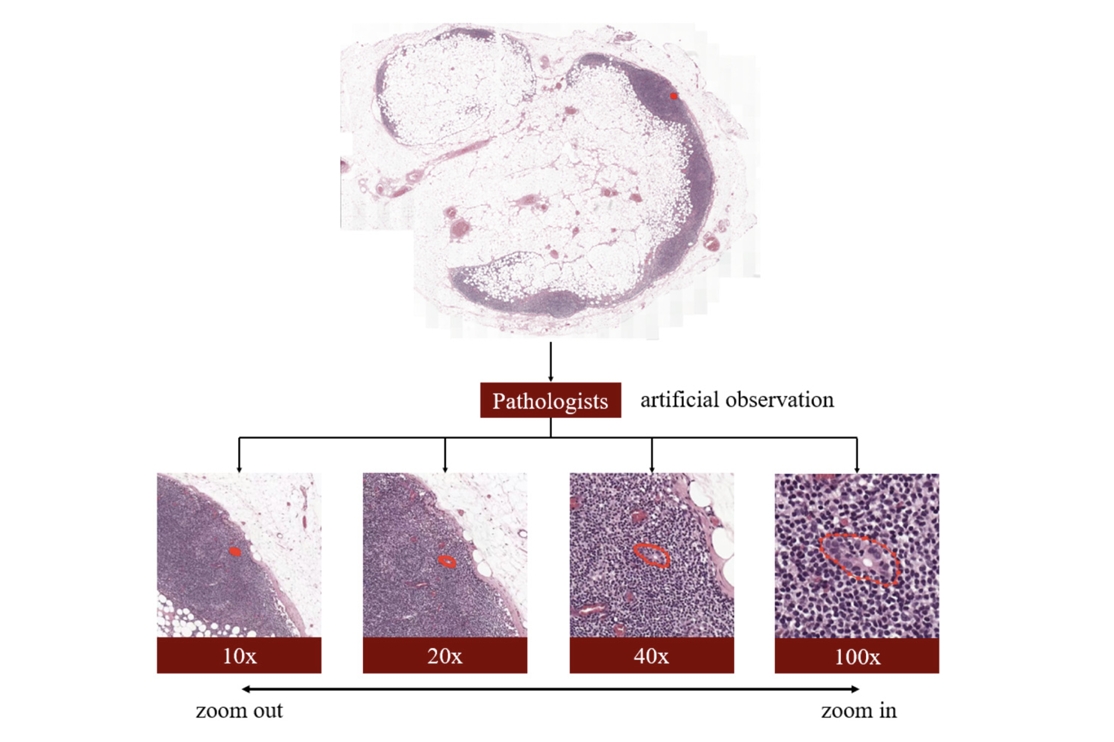 Pathologists
artificial observation
10x
20x
40x
100x
zoom out
zoom in